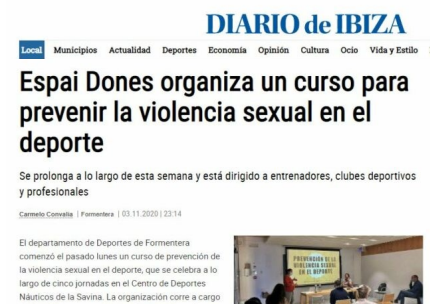 DIARIO de IBIZA
Local Municipios Actualidad Deportes Economía Opinión Cultura Ocio Vida y Estilo
Espai Dones organiza un curso para
prevenir la violencia sexual en el
deporte
Se prolonga a lo largo de esta semana y está dirigido a entrenadores, clubes deportivos
y profesionales
Carmelo Convalia | Formentera | 03.11.2020 | 23:14
El departamento de Deportes de Formentera
comenzó el pasado lunes un curso de prevención de
la violencia sexual en el deporte, que se celebra a lo
largo de cinco jornadas en el Centro de Deportes
Náuticos de la Savina. La organización corre a cargo
PREVENCIÓN DE LA
VIOLENCIA SEXUAL
EN EL DEPORTE